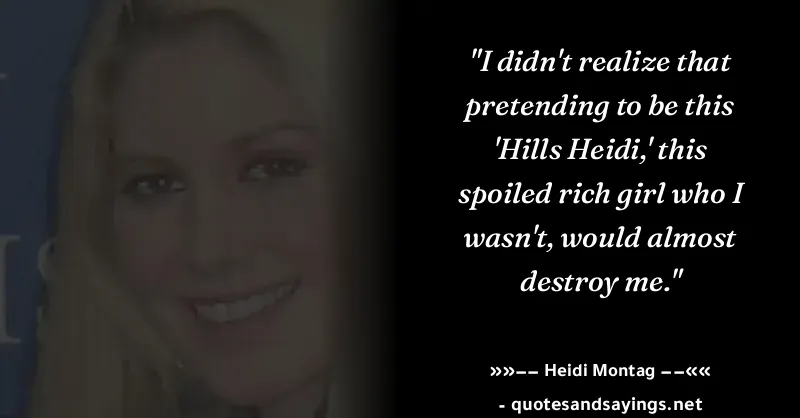 "I didn't realize that
pretending to be this
'Hills Heidi,' this
spoiled rich girl who I
wasn't, would almost
destroy me."
»»−− Heidi Montag −−««
- quotesandsayings.net